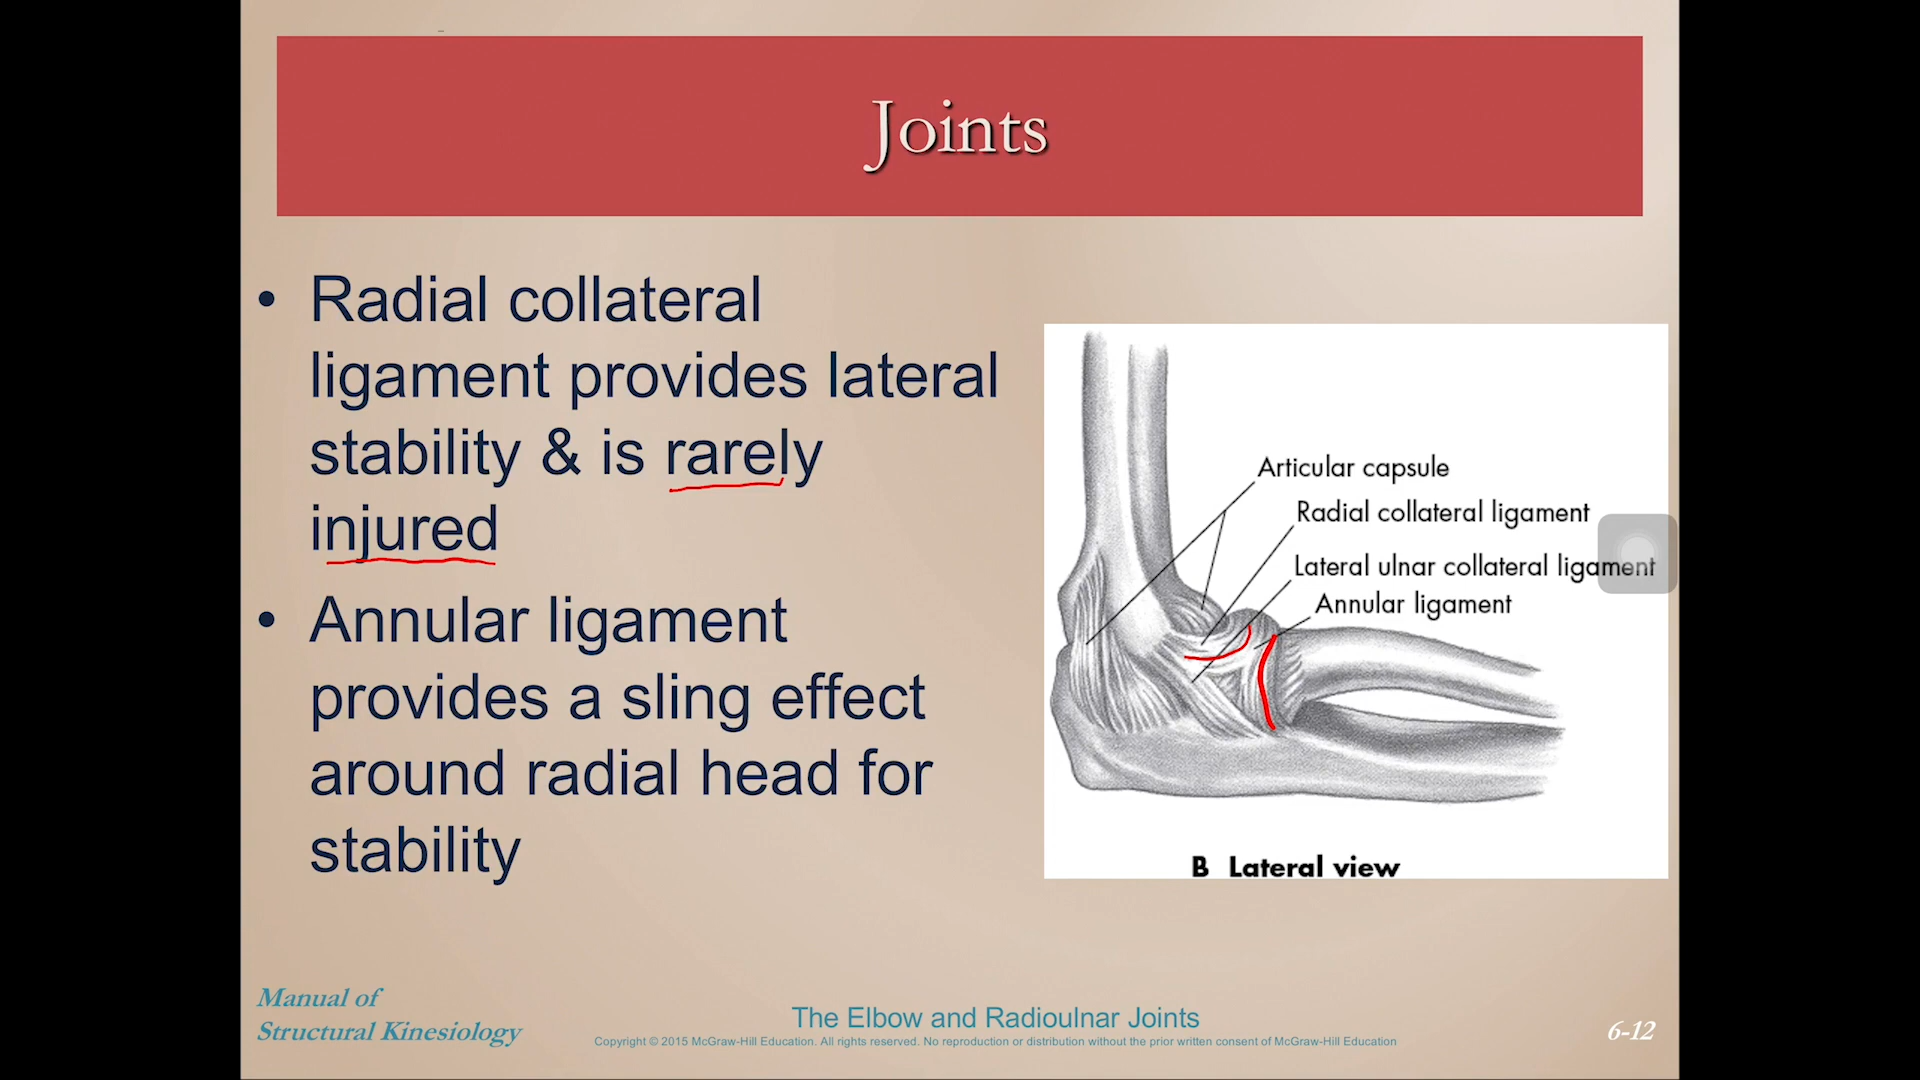 Joints
• Radial collateral
ligament provides lateral
stability & is rarely
injured
• Annular ligament
provides a sling effect
around radial head for
stability
Articular capsule
Radial collateral ligament
Lateral ulnar collateral ligament
Annular ligament
B Lateral view
Manual of
Structural Kinesiology
The Elbow and Radioulnar Joints
Copyright © 2015 McGraw-Hill Education. All rights reserved. No reproduction or distribution without the prior written consent of McGraw-Hill Education
6-12